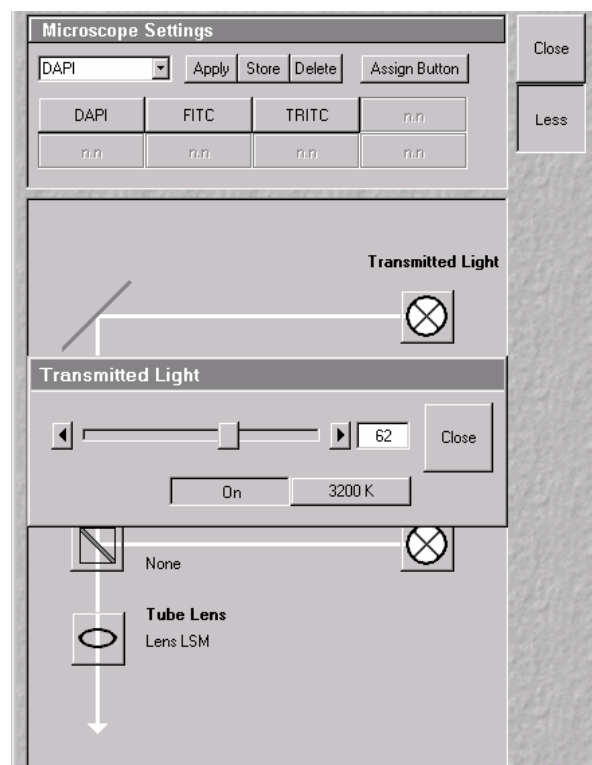 Microscope Settings
Close
DAPI Apply Store Delete Assign Button
DAPI FITC TRITC n.n
Less
n.n n.n n.n n.n
Transmitted Light
Transmitted Light
62 Close
On 3200 K
None
Tube Lens
Lens LSM